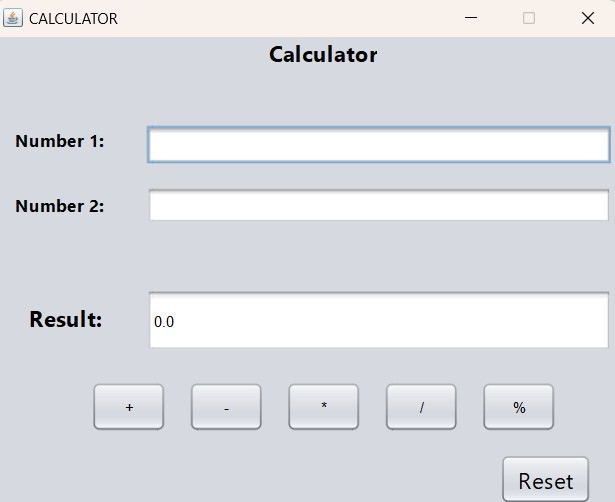 CALCULATOR
Calculator
Number 1:
Number 2:
Result:
0.0
+ - * / %
Reset